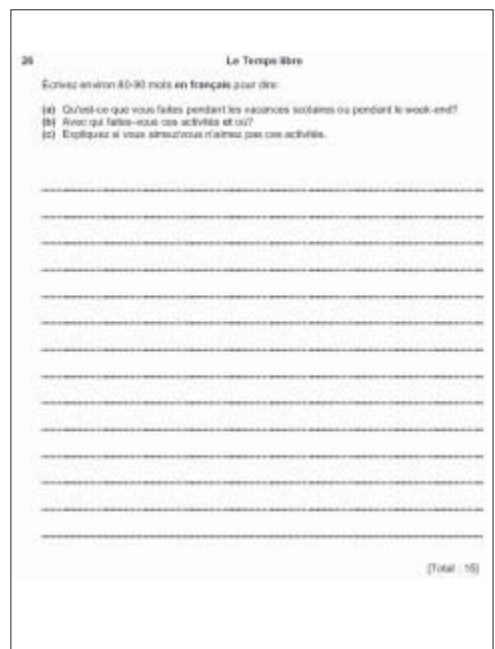 26 Le Temps libre
Écrivez environ 80-90 mots en français pour dire:
(a) Qu'est-ce que vous faites pendant les vacances scolaires ou pendant le week-end?
(b) Avec qui faites-vous ces activités et où?
(c) Expliquez si vous aimez/vous n'aimez pas ces activités.
[Total : 15]